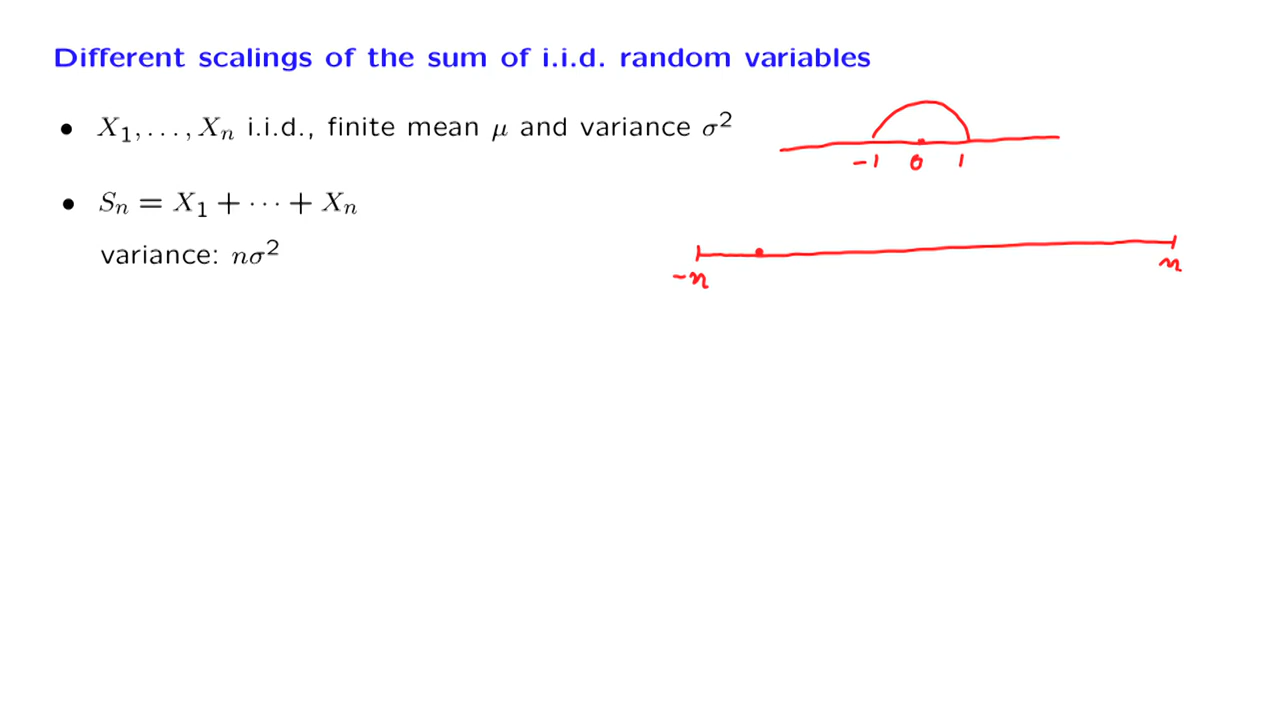 Different scalings of the sum of i.i.d. random variables
• X₁, . . . , Xₙ i.i.d., finite mean μ and variance σ²
-1 0 1
• Sₙ = X₁ + · · · + Xₙ
variance: nσ²
-n n